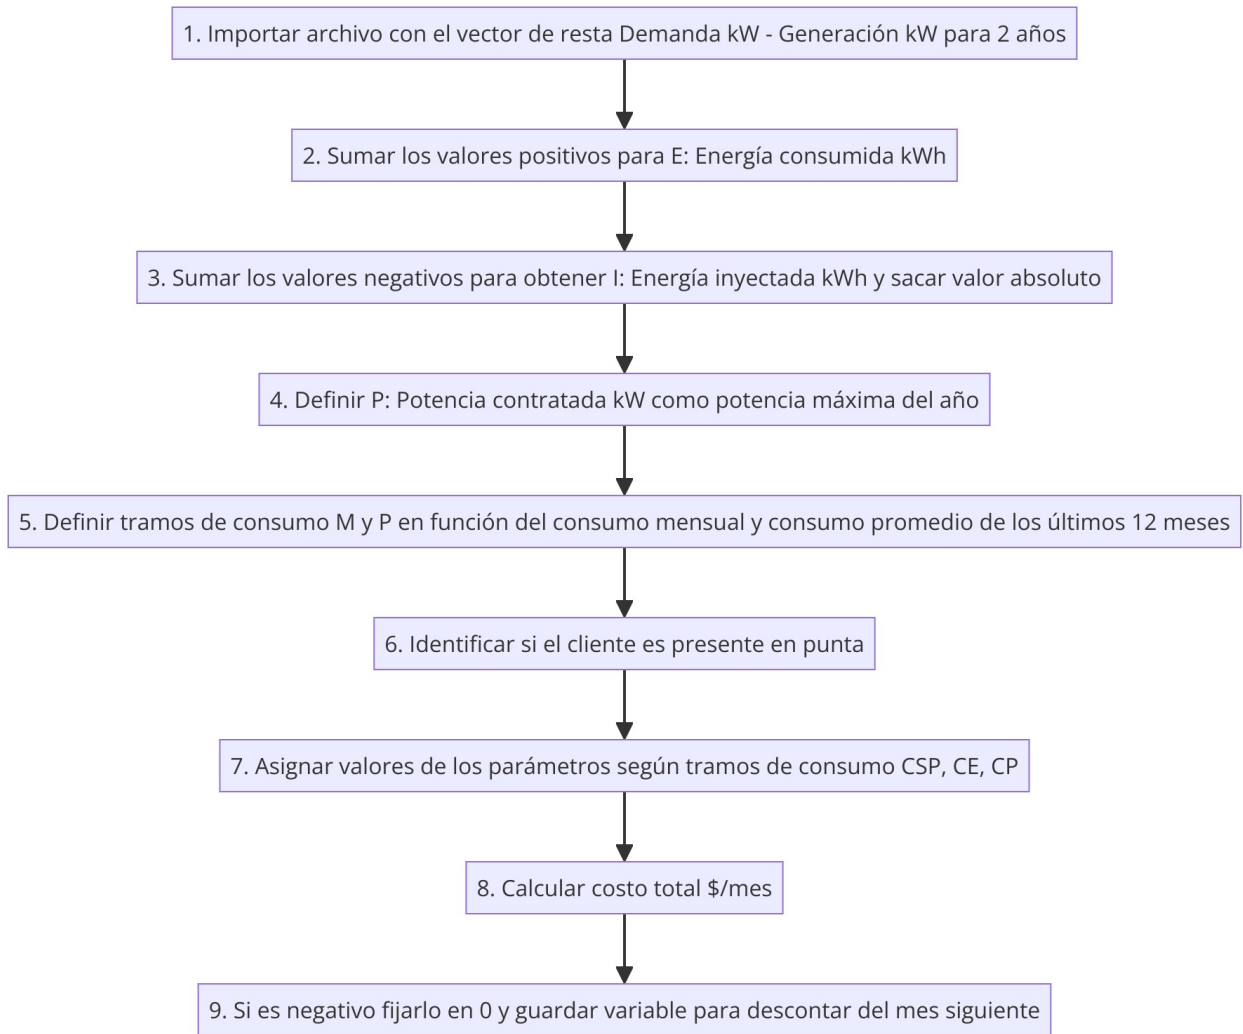 1. Importar archivo con el vector de resta Demanda kW - Generación kW para 2 años
2. Sumar los valores positivos para E: Energía consumida kWh
3. Sumar los valores negativos para obtener I: Energía inyectada kWh y sacar valor absoluto
4. Definir P: Potencia contratada kW como potencia máxima del año
5. Definir tramos de consumo M y P en función del consumo mensual y consumo promedio de los últimos 12 meses
6. Identificar si el cliente es presente en punta
7. Asignar valores de los parámetros según tramos de consumo CSP, CE, CP
8. Calcular costo total $/mes
9. Si es negativo fijarlo en 0 y guardar variable para descontar del mes siguiente